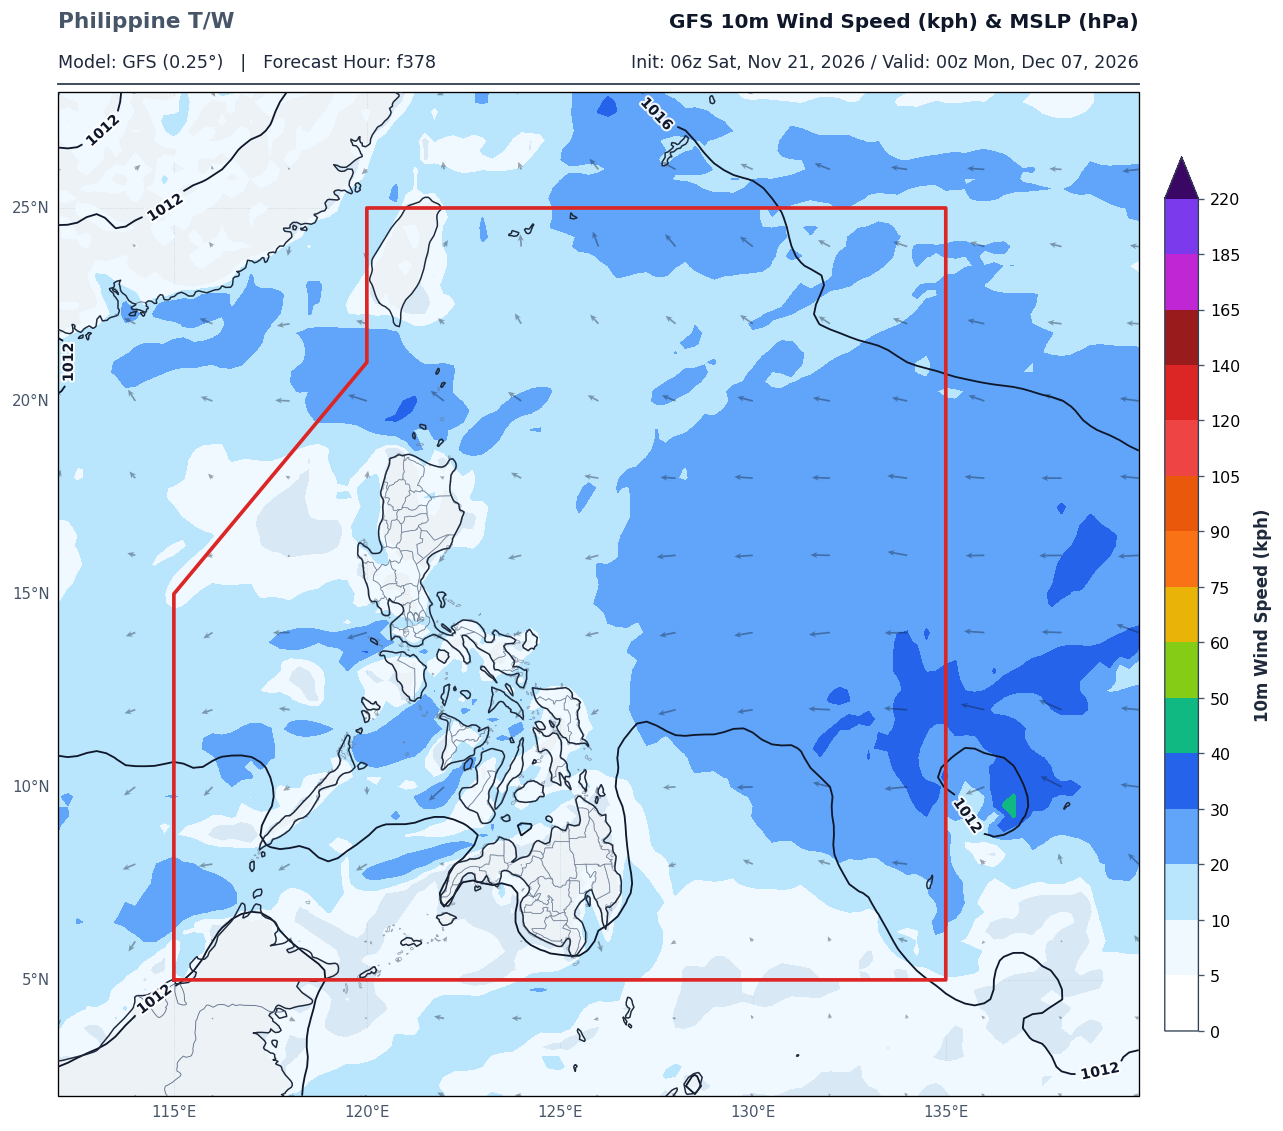 Philippine T/W
GFS 10m Wind Speed (kph) & MSLP (hPa)
Model: GFS (0.25°) | Forecast Hour: f378
Init: 06z Sat, Nov 21, 2026 / Valid: 00z Mon, Dec 07, 2026
1012
1016
1012
1012
1012
1012
1012
25°N
20°N
15°N
10°N
5°N
115°E
120°E
125°E
130°E
135°E
220
185
165
140
120
105
90
75
60
50
40
30
20
10
5
0
10m Wind Speed (kph)